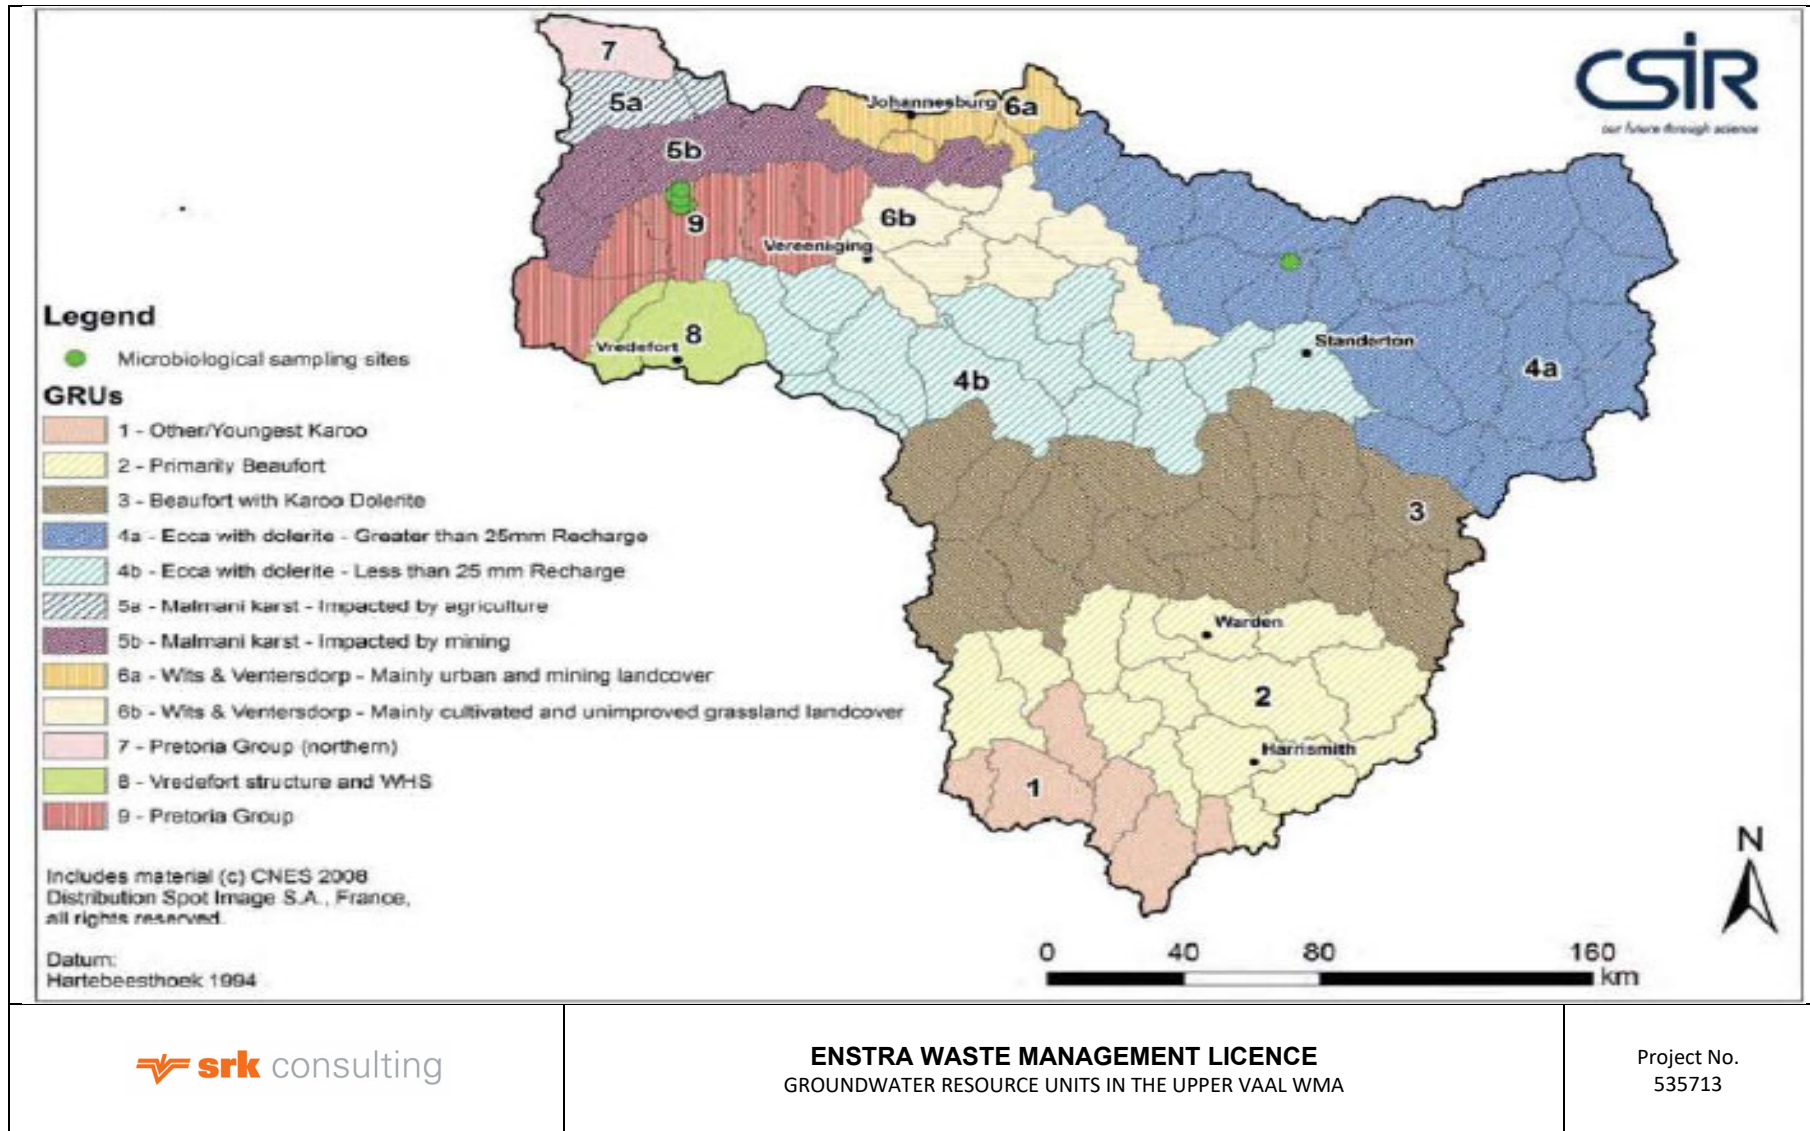 7
5a
Johannesburg
6a
CSIR
our future through science
5b
9
6b
Vereeniging
Legend
Microbiological sampling sites
8
Vredefort
Standerton
4a
4b
GRUs
1 - Other/Youngest Karoo
2 - Primarily Beaufort
3 - Beaufort with Karoo Dolerite
3
4a - Ecca with dolerite - Greater than 25mm Recharge
4b - Ecca with dolerite - Less than 25 mm Recharge
5a - Malmani karst - Impacted by agriculture
Warden
5b - Malmani karst - Impacted by mining
6a - Wits & Ventersdorp - Mainly urban and mining landcover
2
6b - Wits & Ventersdorp - Mainly cultivated and unimproved grassland landcover
7 - Pretoria Group (northern)
Harrismith
8 - Vredefort structure and WHS
1
9 - Pretoria Group
N
Includes material (c) CNES 2008
Distribution Spot Image S.A., France,
all rights reserved.
Datum:
Hartebeesthoek 1994
0 40 80 160
km
srk consulting
ENSTRA WASTE MANAGEMENT LICENCE
GROUNDWATER RESOURCE UNITS IN THE UPPER VAAL WMA
Project No.
535713